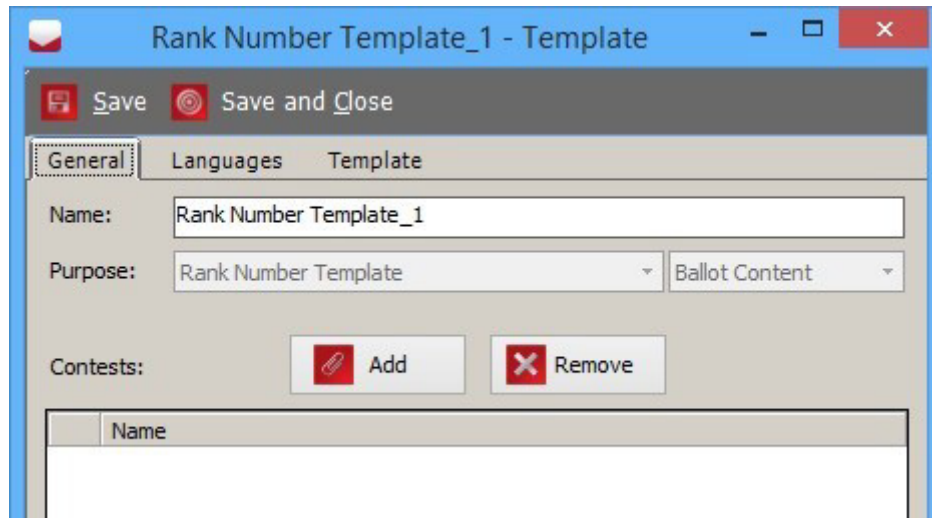 Rank Number Template_1 - Template
Save Save and Close
General Languages Template
Name: Rank Number Template_1
Purpose: Rank Number Template Ballot Content
Contests: Add Remove
Name